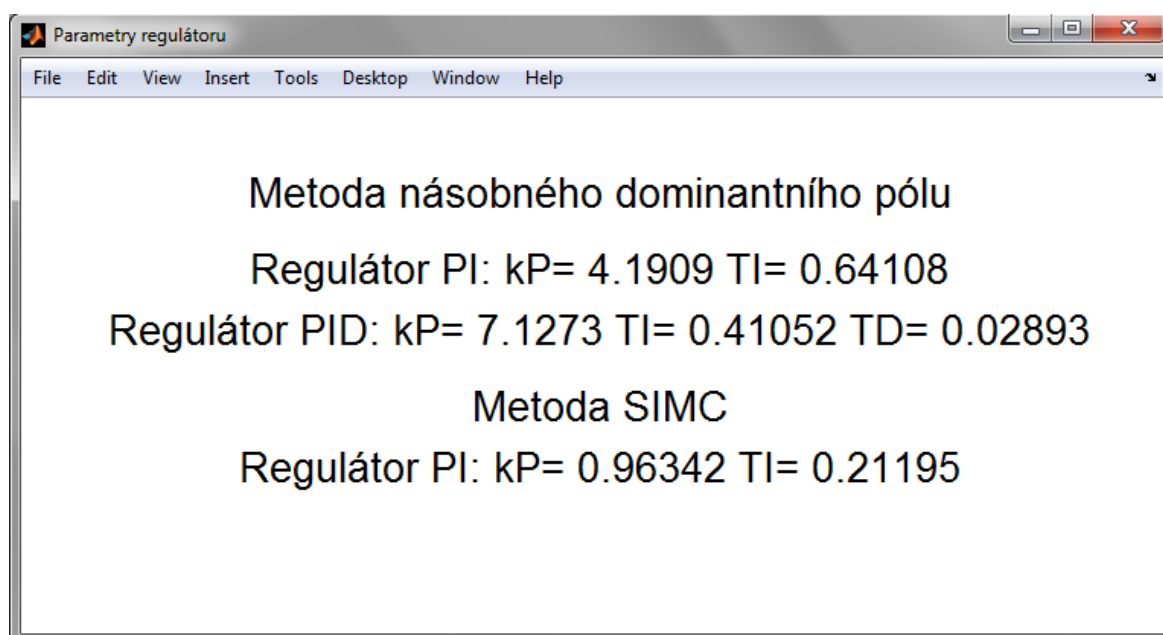 Parametry regulátoru
File Edit View Insert Tools Desktop Window Help
Metoda násobného dominantního pólu
Regulátor PI: kP= 4.1909 TI= 0.64108
Regulátor PID: kP= 7.1273 TI= 0.41052 TD= 0.02893
Metoda SIMC
Regulátor PI: kP= 0.96342 TI= 0.21195